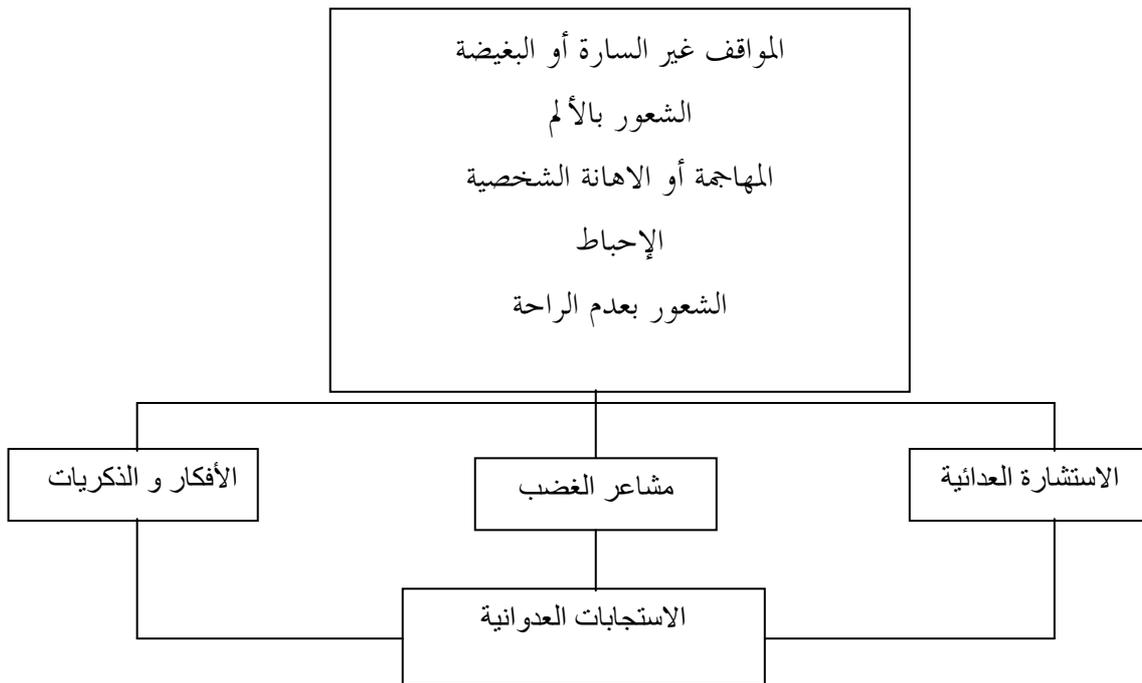 المواقف غير السارة أو البغيضة
الشعور بالألم
المهاجمة أو الاهانة الشخصية
الإحباط
الشعور بعدم الراحة
الاستشارة العدائية
مشاعر الغضب
الأفكار و الذكريات
الاستجابات العدوانية